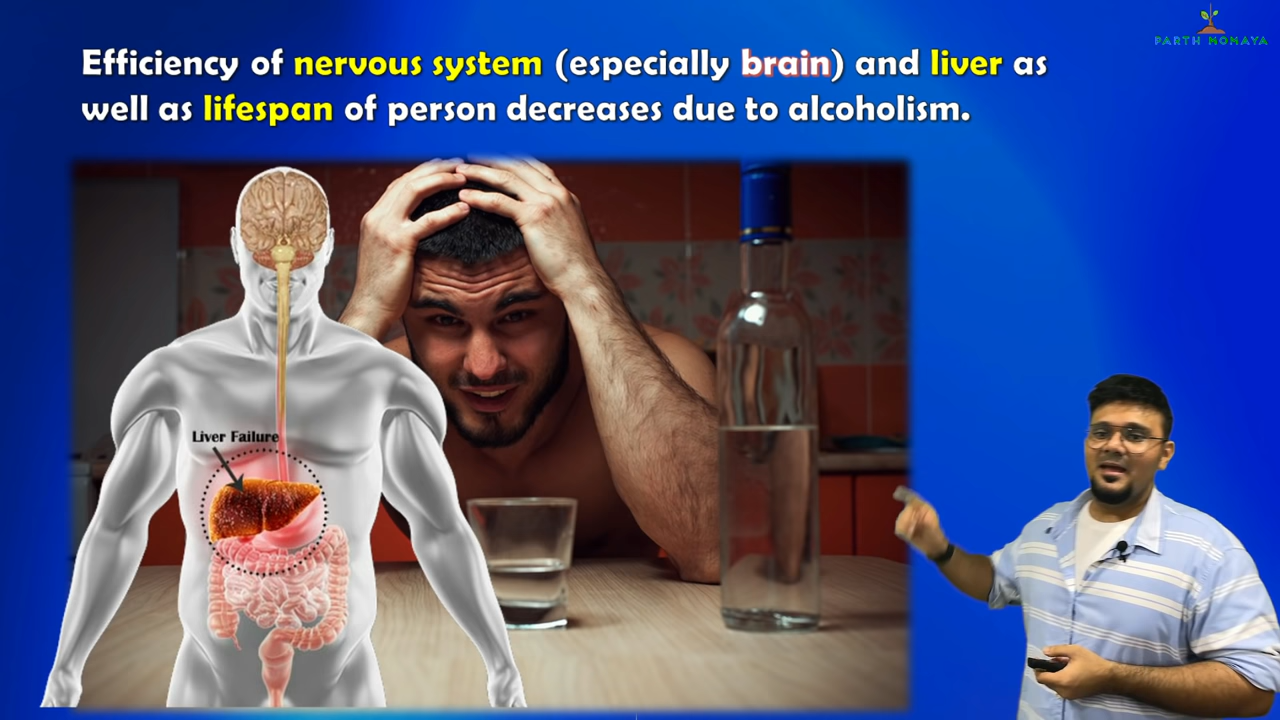 PARTH MOMAYA
Efficiency of nervous system (especially brain) and liver as
well as lifespan of person decreases due to alcoholism.
Liver Failure